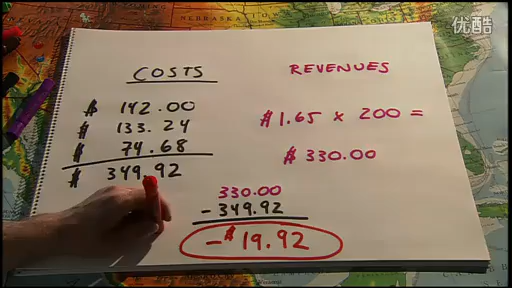 优酷
COSTS
$ 142.00
$ 133.24
$ 74.68
$ 349.92
REVENUES
$1.65 x 200 =
$ 330.00
330.00
- 349.92
-$19.92